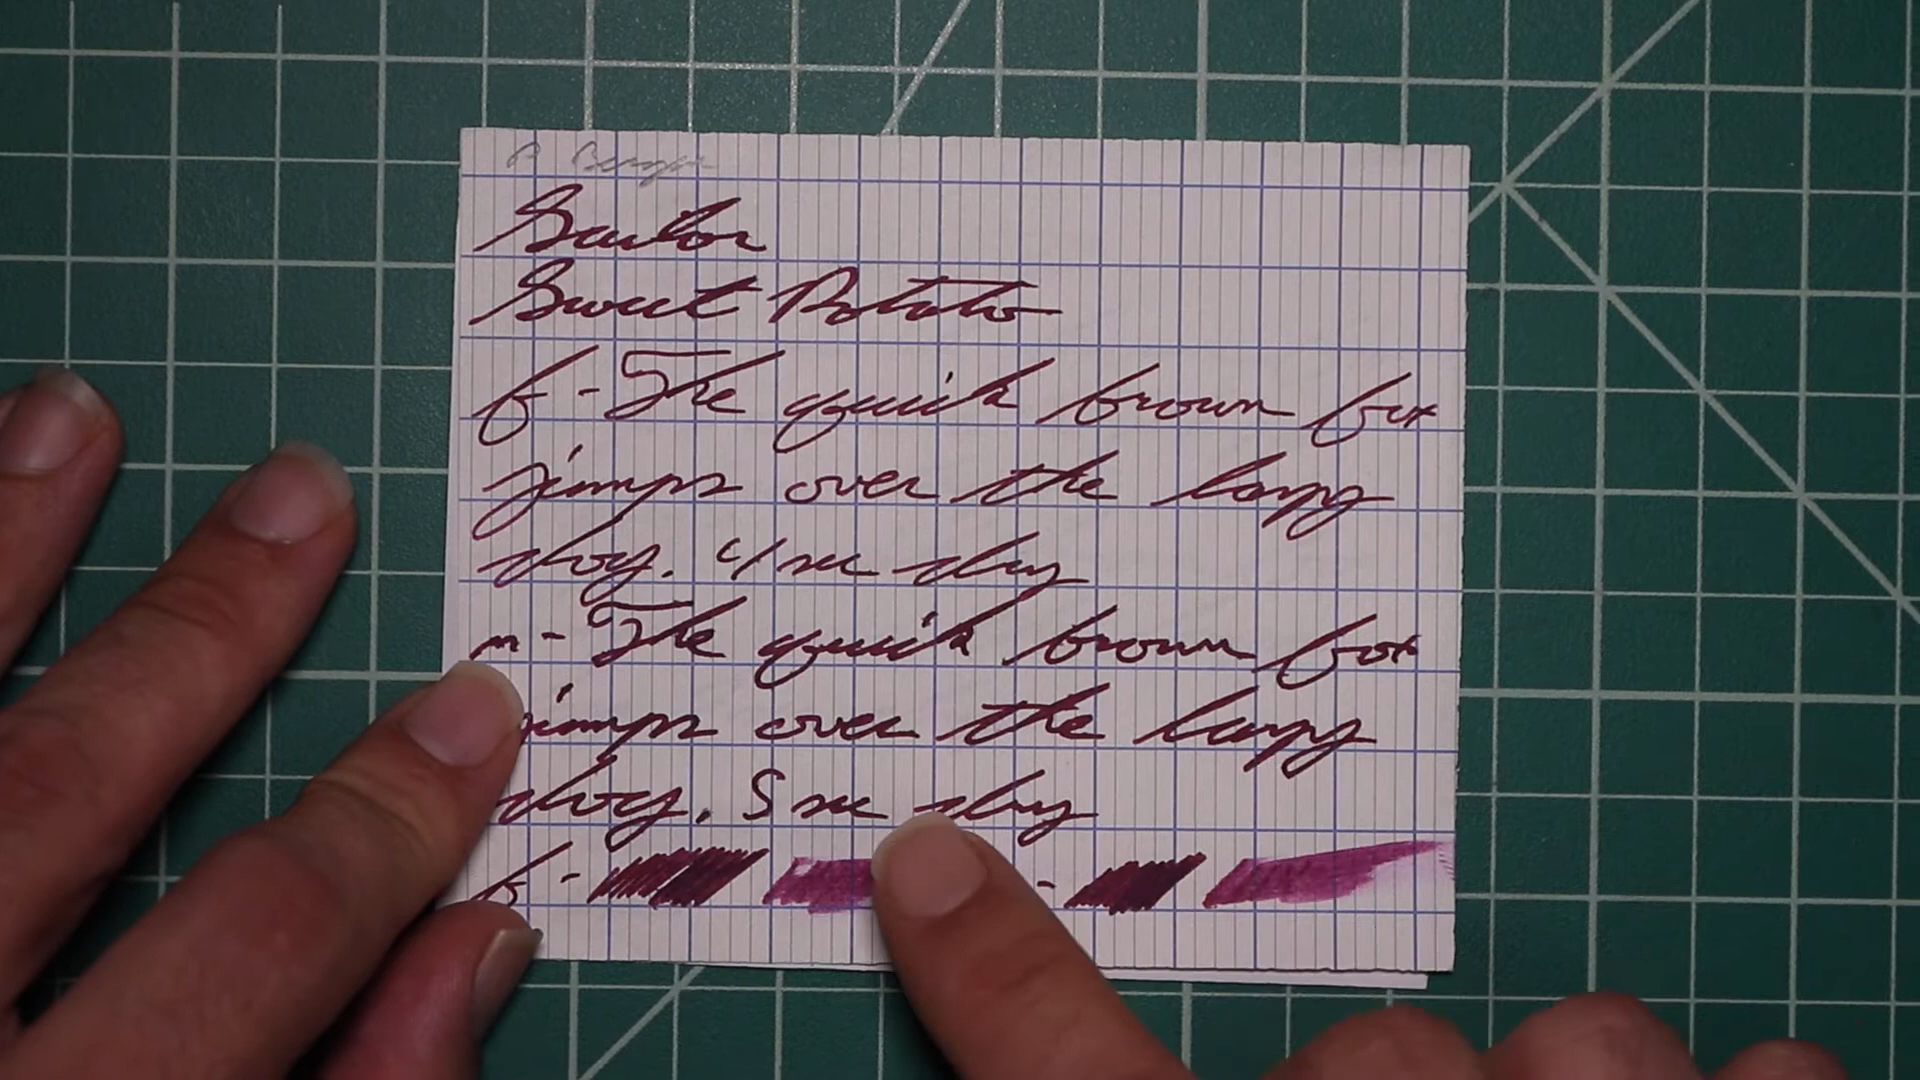 Sailor
Sweet Potato
f - The quick brown fox
jumps over the lazy
dog. 4 sec dry
m - The quick brown fox
jumps over the lazy
dog. 5 sec dry
f - -